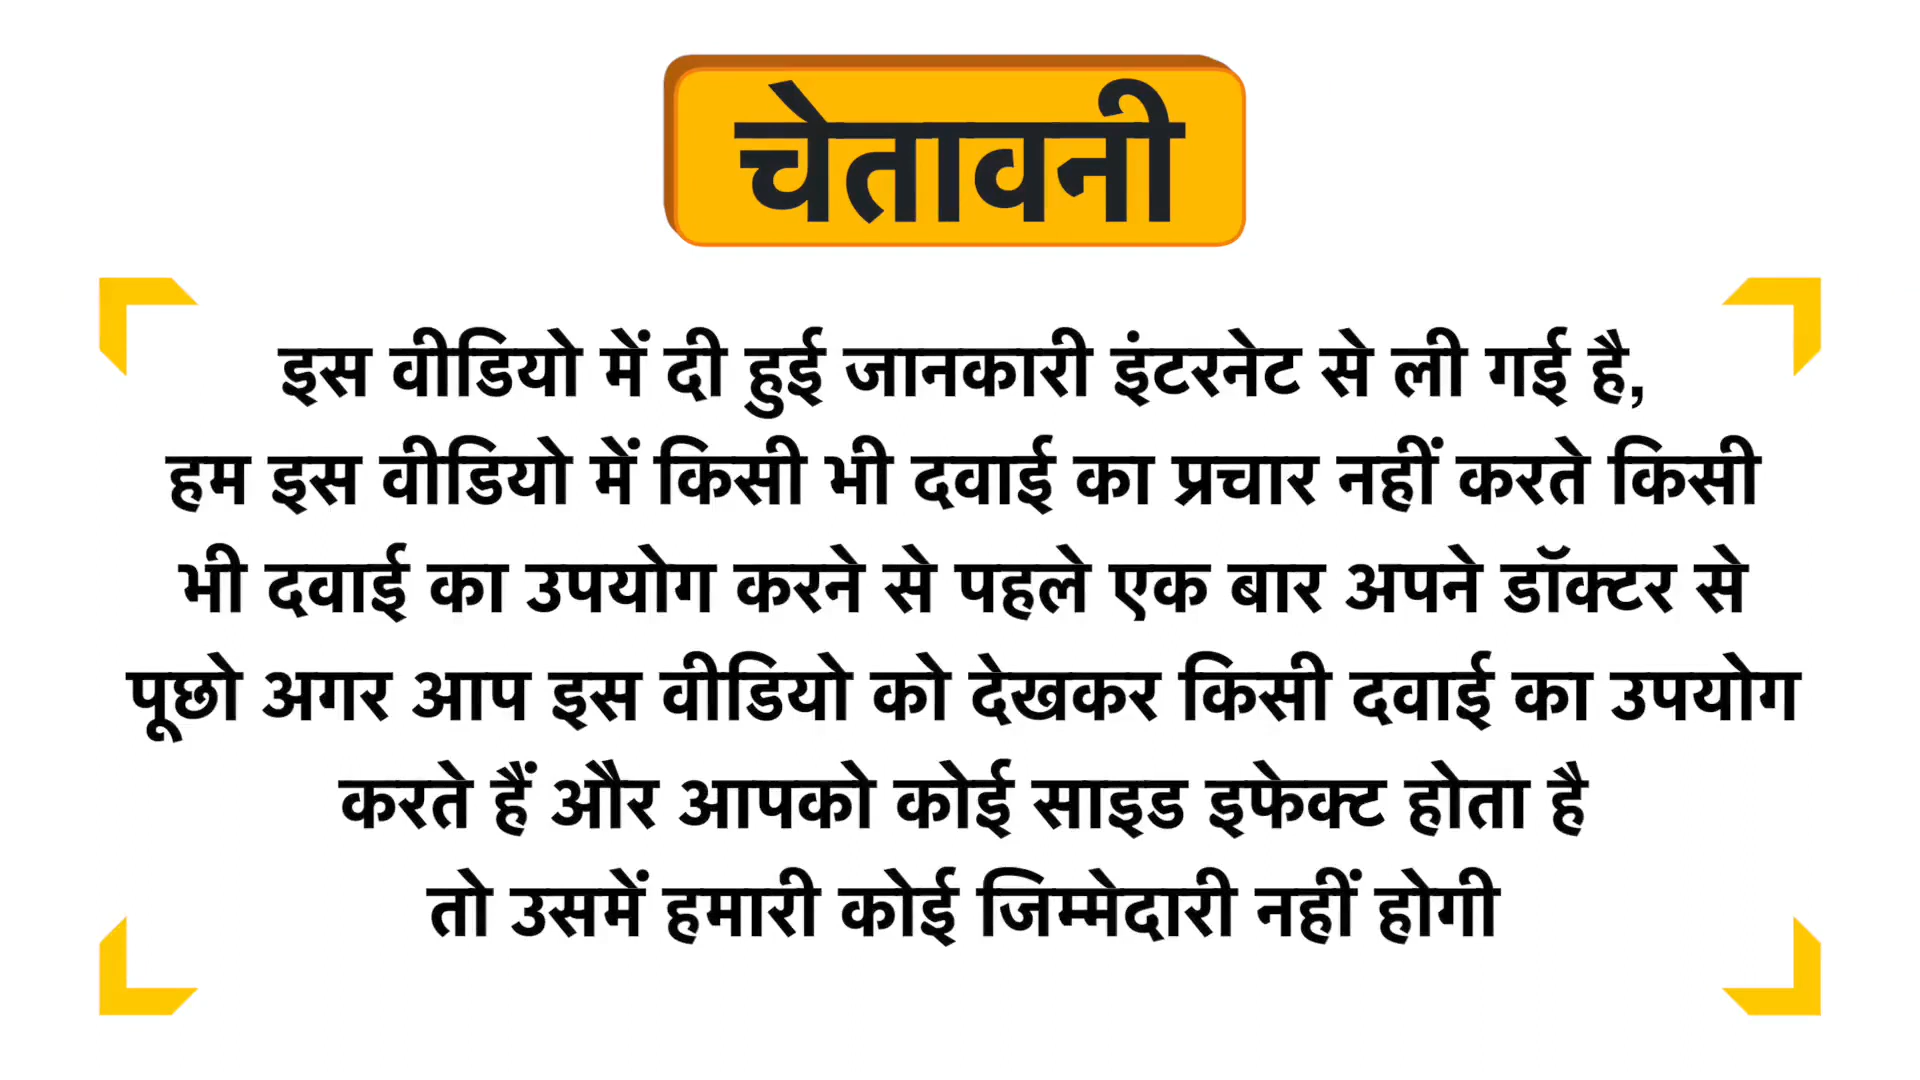 चेतावनी
इस वीडियो में दी हुई जानकारी इंटरनेट से ली गई है,
हम इस वीडियो में किसी भी दवाई का प्रचार नहीं करते किसी
भी दवाई का उपयोग करने से पहले एक बार अपने डॉक्टर से
पूछो अगर आप इस वीडियो को देखकर किसी दवाई का उपयोग
करते हैं और आपको कोई साइड इफेक्ट होता है
तो उसमें हमारी कोई जिम्मेदारी नहीं होगी